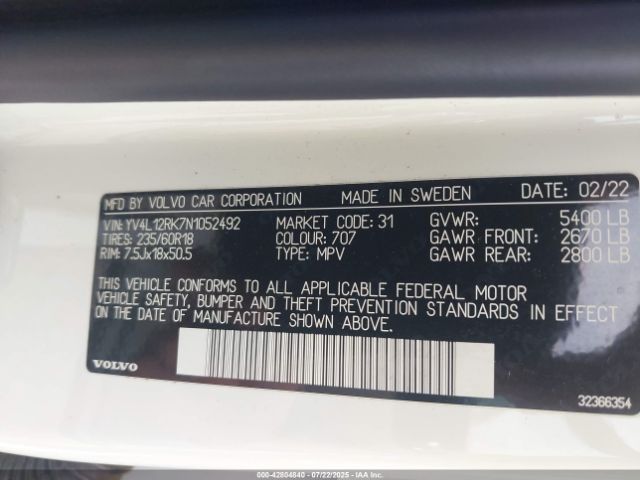 MFD BY VOLVO CAR CORPORATION MADE IN SWEDEN DATE: 02/22
VIN: YV4L12RK7N1052492 MARKET CODE: 31 GVWR: 5400 LB
TIRES: 235/60R18 COLOUR: 707 GAWR FRONT: 2670 LB
RIM: 7.5Jx18x50.5 TYPE: MPV GAWR REAR: 2800 LB
THIS VEHICLE CONFORMS TO ALL APPLICABLE FEDERAL MOTOR
VEHICLE SAFETY, BUMPER AND THEFT PREVENTION STANDARDS IN EFFECT
ON THE DATE OF MANUFACTURE SHOWN ABOVE.
VOLVO
32366354
000-42804840 07/22/2025 Copart IAAI